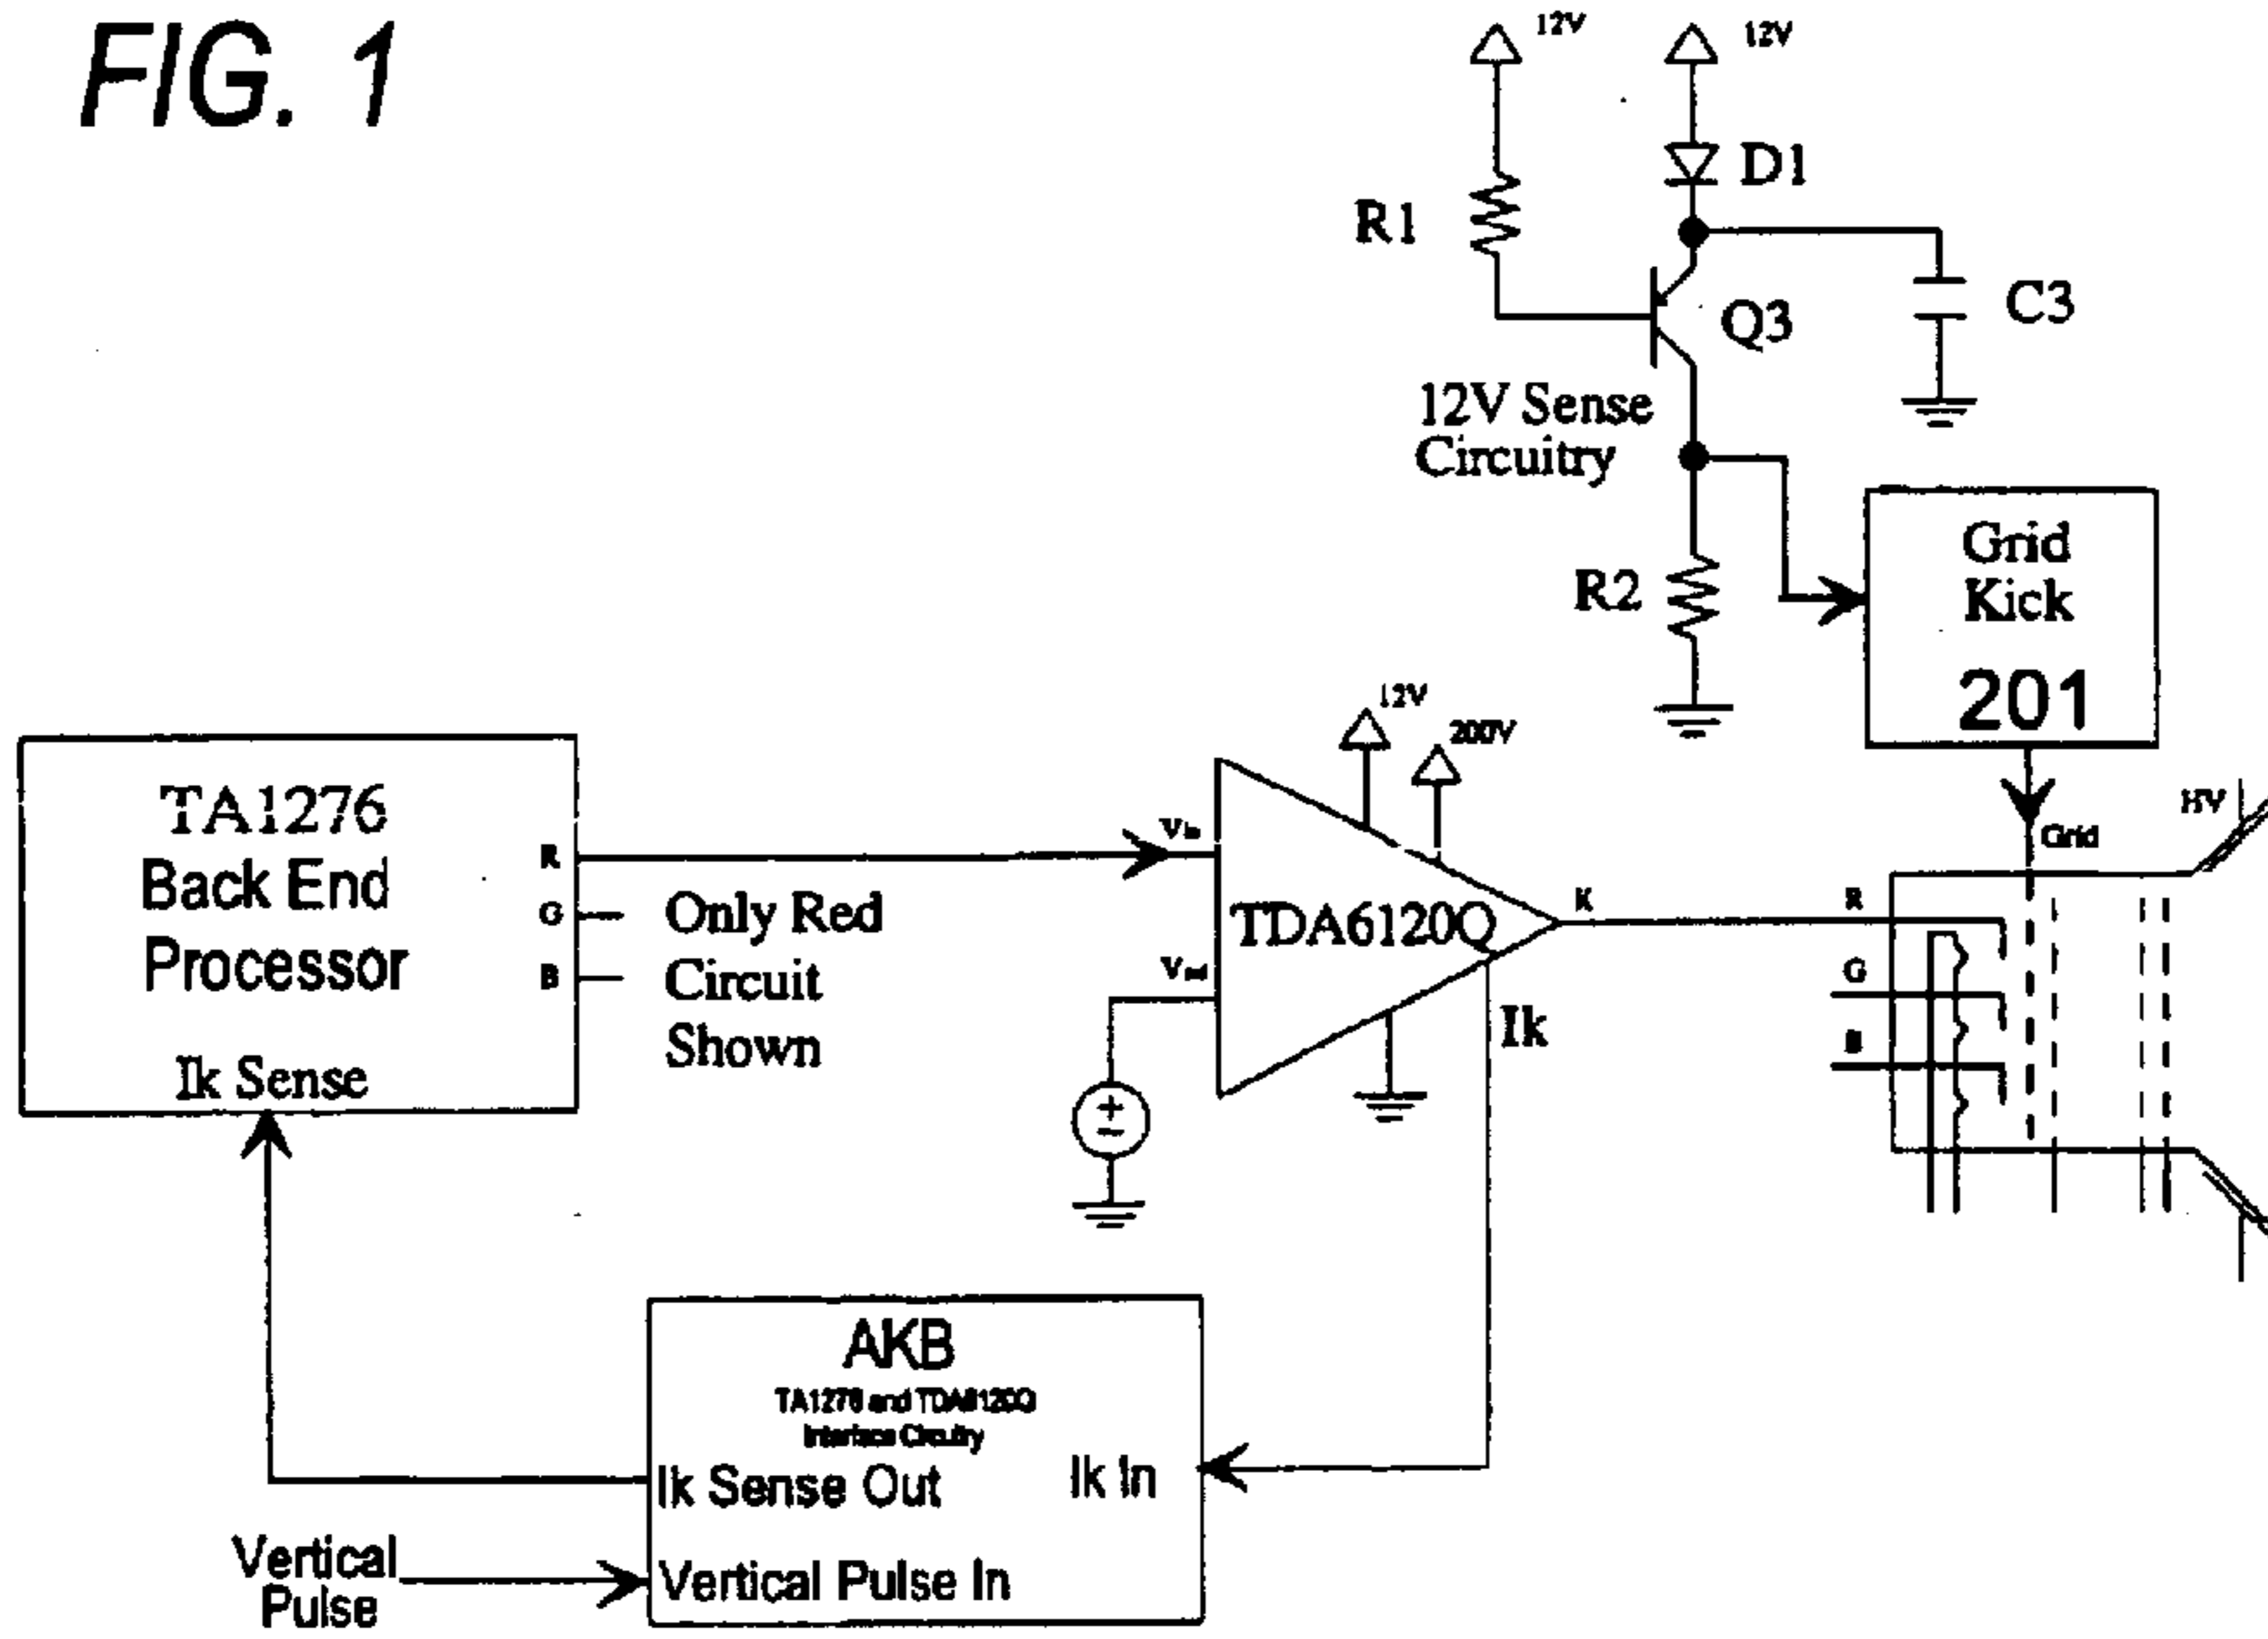 FIG. 1
12V
12V
D1
R1
C3
Q3
12V Sense
Circuitry
Grid
Kick
201
R2
12V
200V
TA1276
Back End
Processor
R
G
B
Ik Sense
Only Red
Circuit
Shown
Vin
TDA6120Q
K
Ik
HV
Grid
R
G
AKB
TA1276 and TDA6120Q
Interface Circuitry
Ik Sense Out
Ik In
Vertical
Pulse
Vertical Pulse In